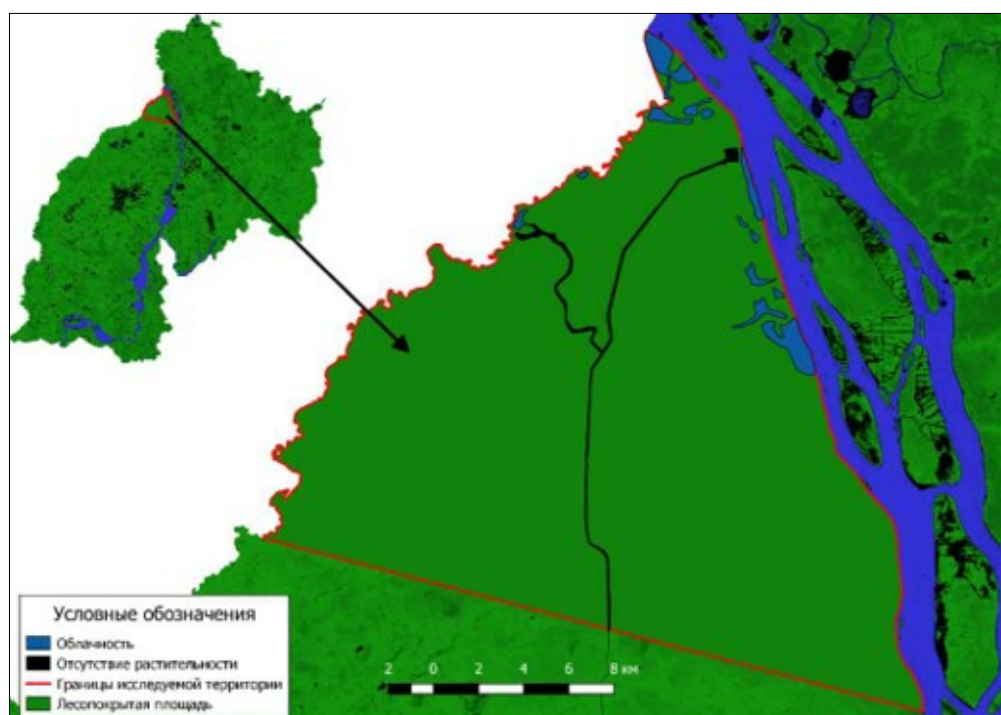 Условные обозначения
Облачность
Отсутствие растительности
Границы исследуемой территории
Лесопокрытая площадь
2 0 2 4 6 8 км